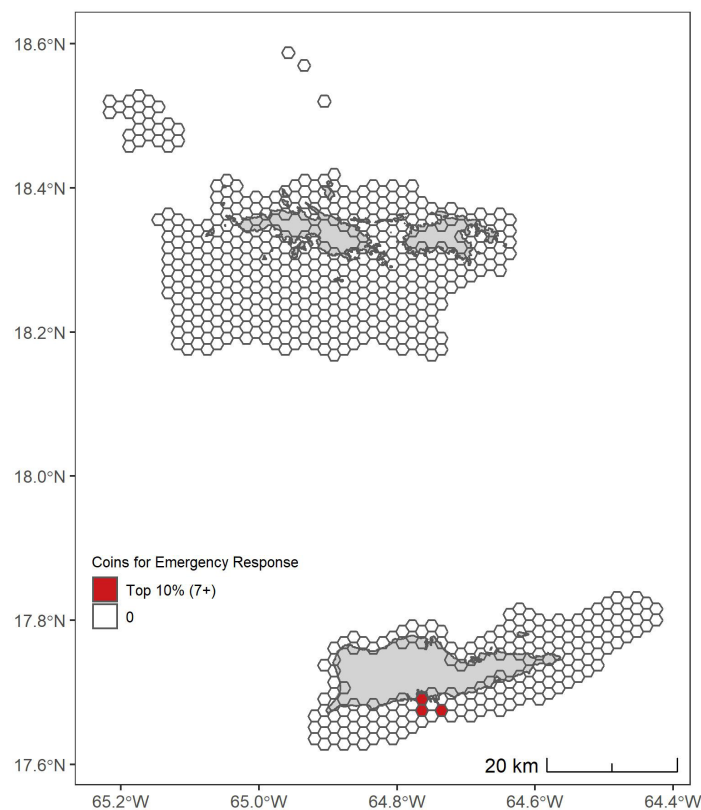 18.6°N
18.4°N
18.2°N
18.0°N
Coins for Emergency Response
Top 10% (7+)
0
17.8°N
17.6°N
20 km
65.2°W 65.0°W 64.8°W 64.6°W 64.4°W